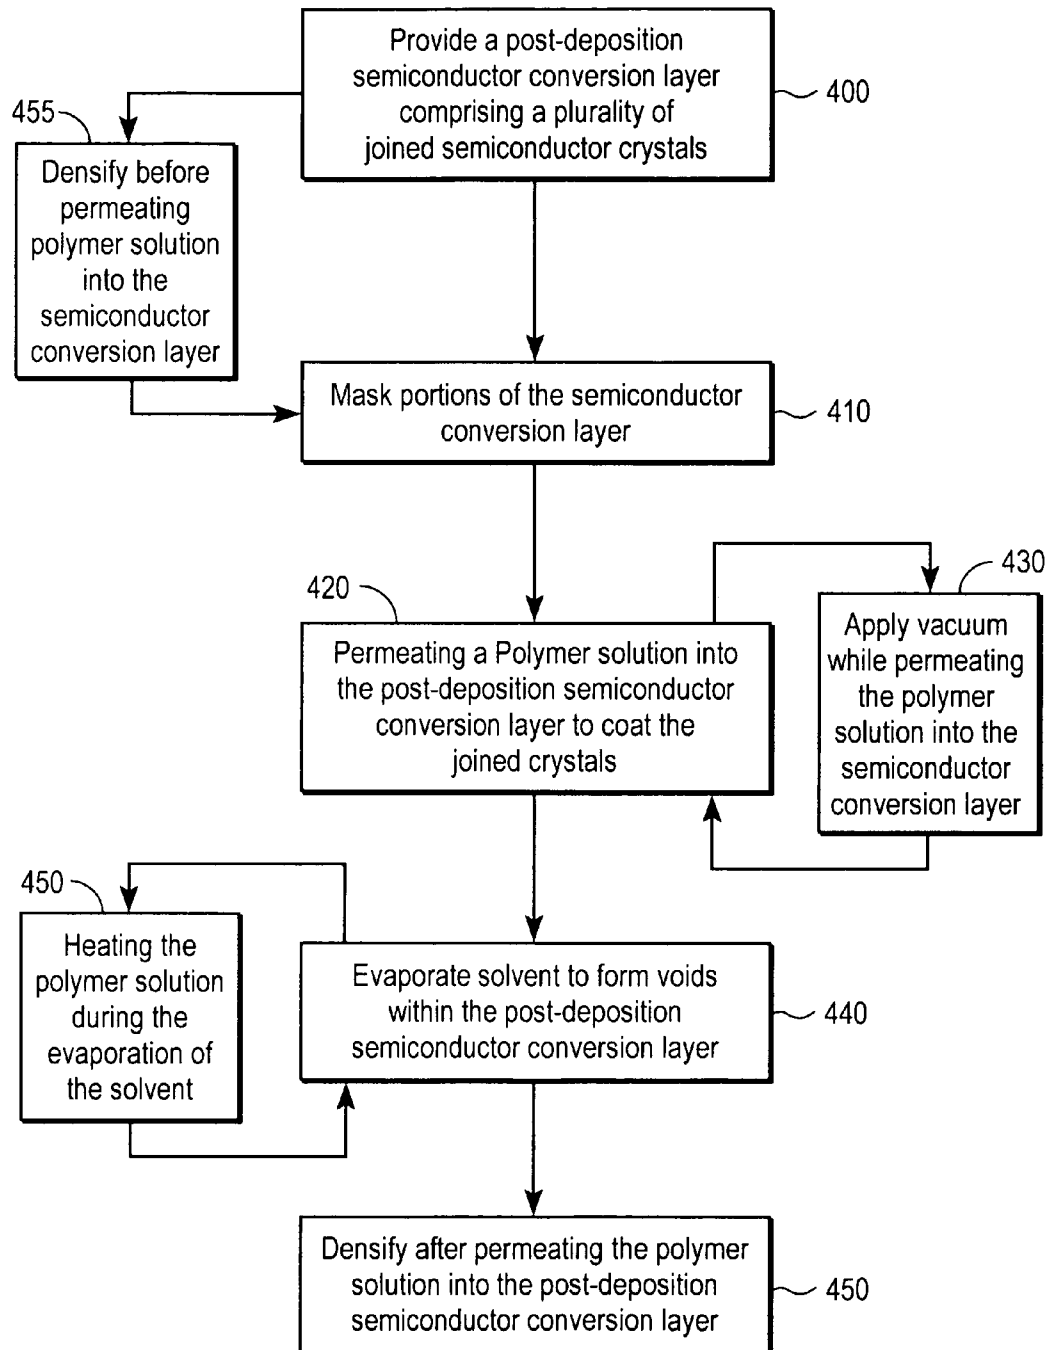 Provide a post-deposition
semiconductor conversion layer
comprising a plurality of
joined semiconductor crystals
400
455
Densify before
permeating
polymer solution
into the
semiconductor
conversion layer
Mask portions of the semiconductor
conversion layer
410
420
Permeating a Polymer solution into
the post-deposition semiconductor
conversion layer to coat the
joined crystals
430
Apply vacuum
while permeating
the polymer
solution into the
semiconductor
conversion layer
450
Heating the
polymer solution
during the
evaporation of
the solvent
Evaporate solvent to form voids
within the post-deposition
semiconductor conversion layer
440
Densify after permeating the polymer
solution into the post-deposition
semiconductor conversion layer
450